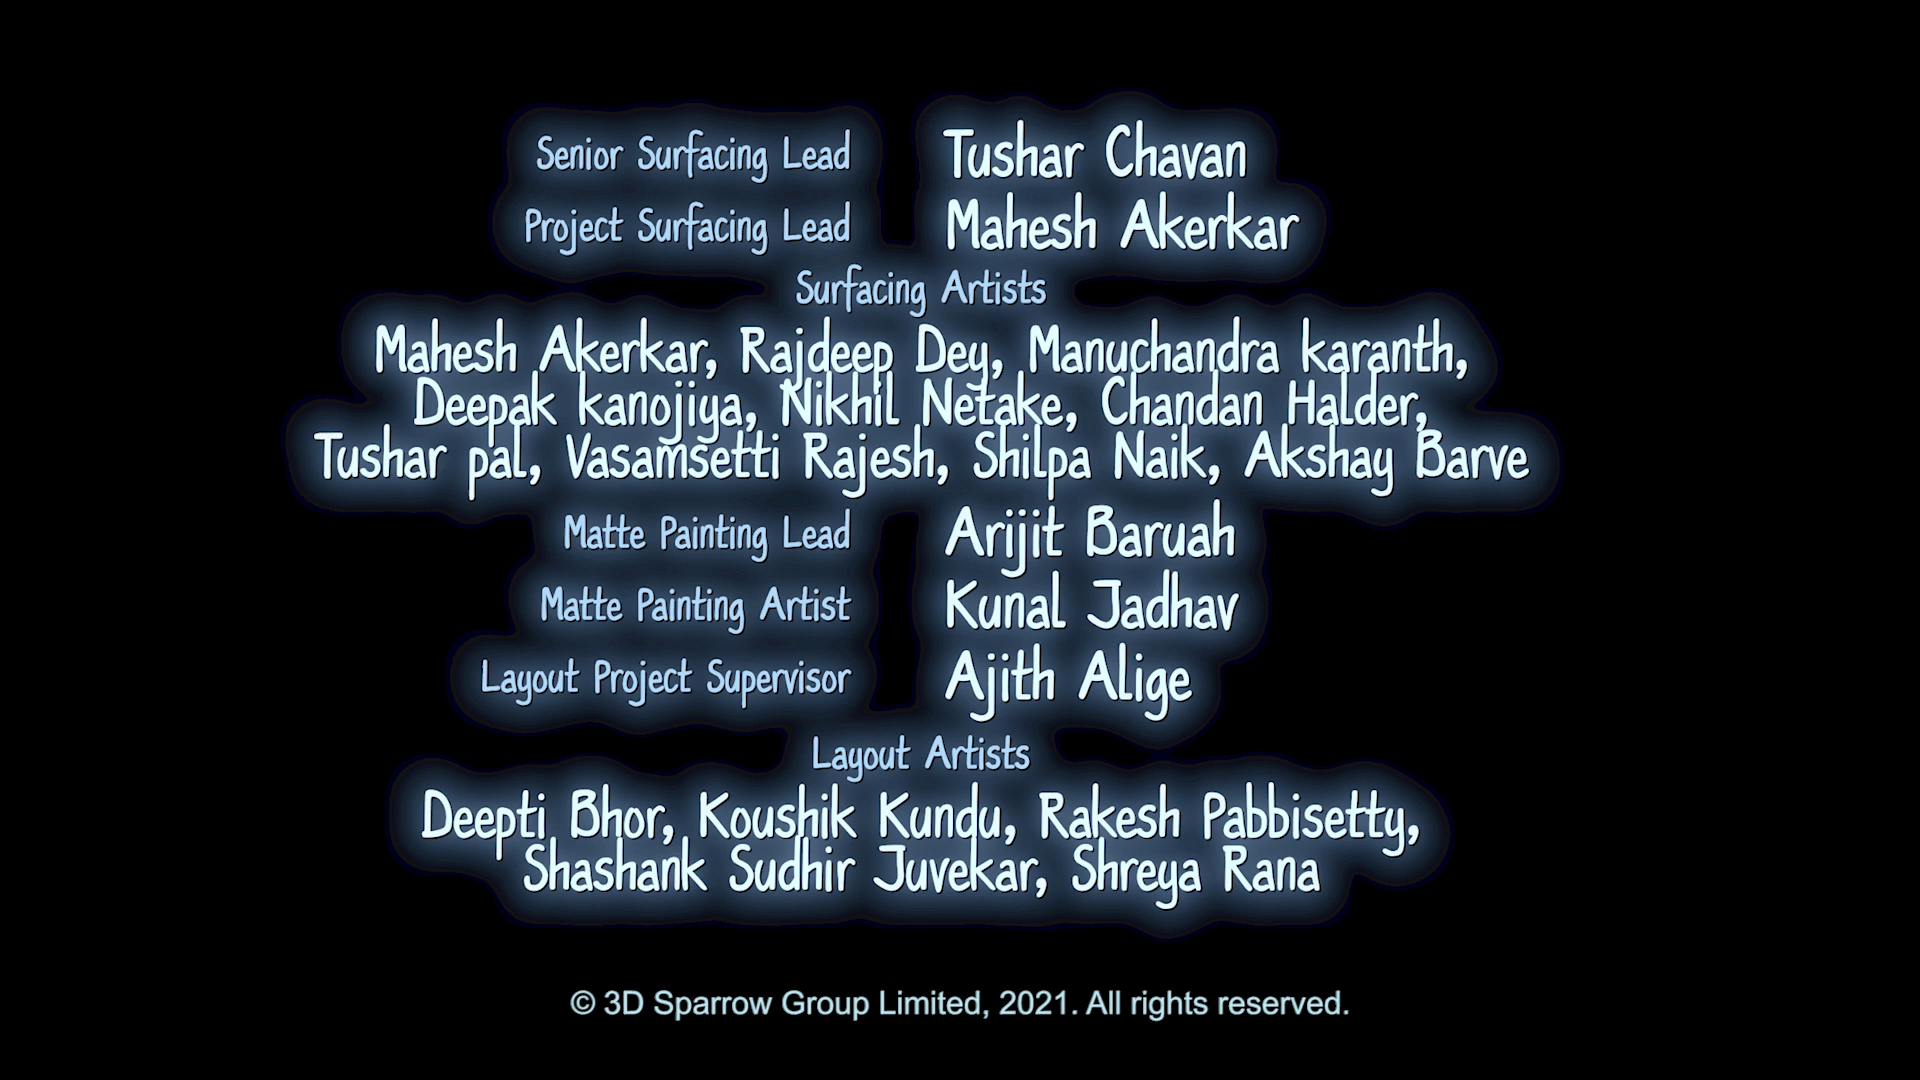 Senior Surfacing Lead Tushar Chavan
Project Surfacing Lead Mahesh Akerkar
Surfacing Artists
Mahesh Akerkar, Rajdeep Dey, Manuchandra karanth,
Deepak kanojiya, Nikhil Netake, Chandan Halder,
Tushar pal, Vasamsetti Rajesh, Shilpa Naik, Akshay Barve
Matte Painting Lead Arijit Baruah
Matte Painting Artist Kunal Jadhav
Layout Project Supervisor Ajith Alige
Layout Artists
Deepti Bhor, Koushik Kundu, Rakesh Pabbisetty,
Shashank Sudhir Juvekar, Shreya Rana
© 3D Sparrow Group Limited, 2021. All rights reserved.